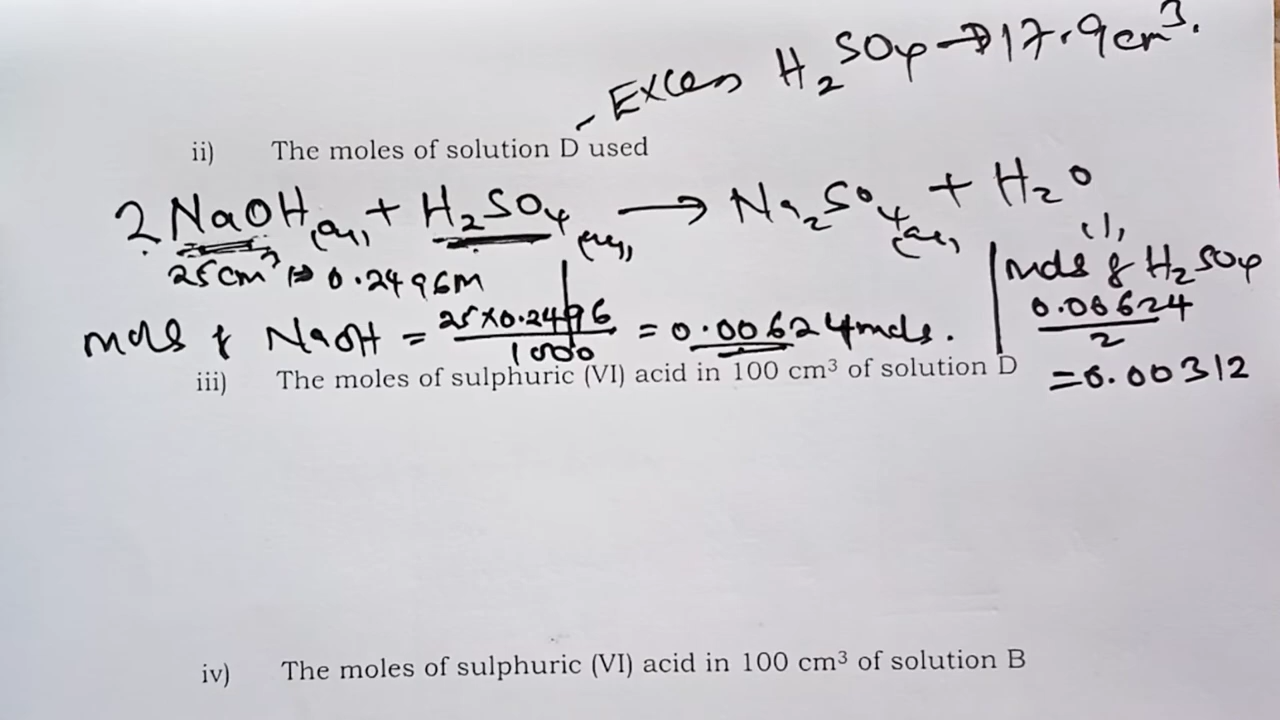 - Excess H₂SO₄ → 17.9cm³.
ii) The moles of solution D used
2NaOH(aq) + H₂SO₄(aq) → Na₂SO₄(aq) + H₂O(l)
25cm³ → 0.2496M
mols of H₂SO₄
mols of NaOH = 25×0.2496/1000 = 0.00624mols.
0.00624/2
= 0.00312
iii) The moles of sulphuric (VI) acid in 100 cm³ of solution D
iv) The moles of sulphuric (VI) acid in 100 cm³ of solution B